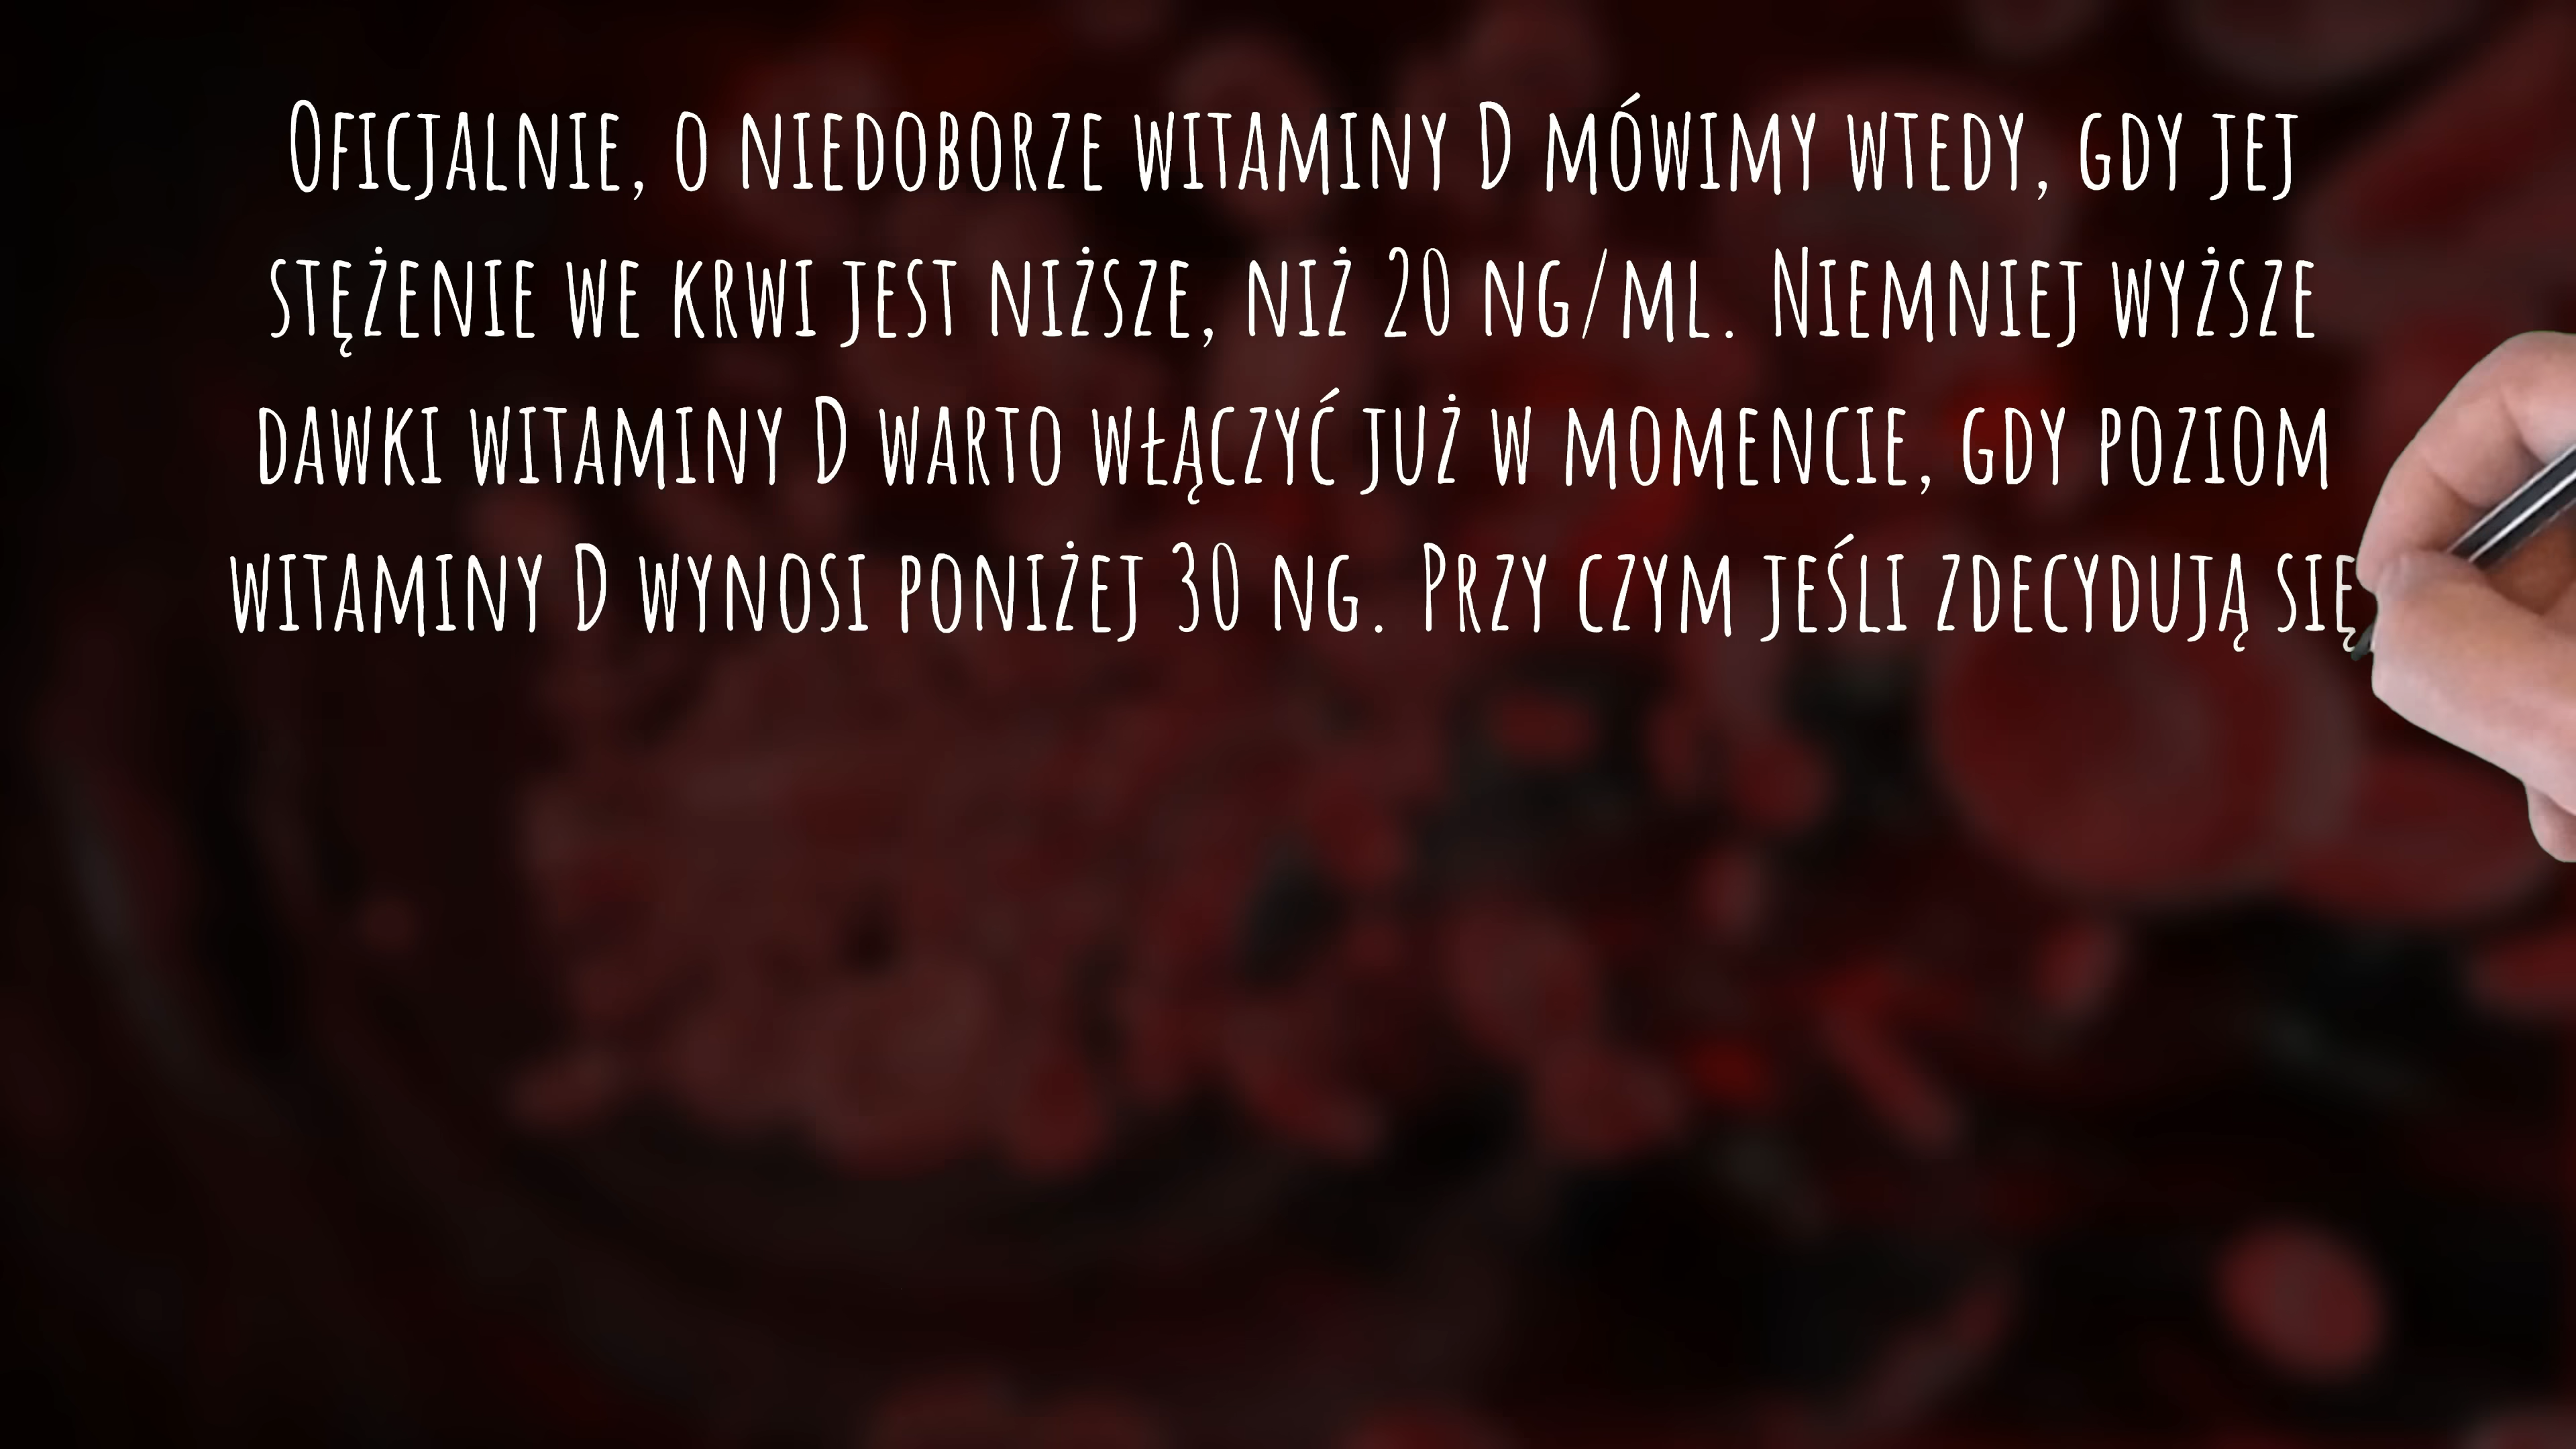 Oficjalnie, o niedoborze witaminy D mówimy wtedy, gdy jej
stężenie we krwi jest niższe, niż 20 ng/ml. Niemniej wyższe
dawki witaminy D warto włączyć już w momencie, gdy poziom
witaminy D wynosi poniżej 30 ng. Przy czym jeśli zdecydują się